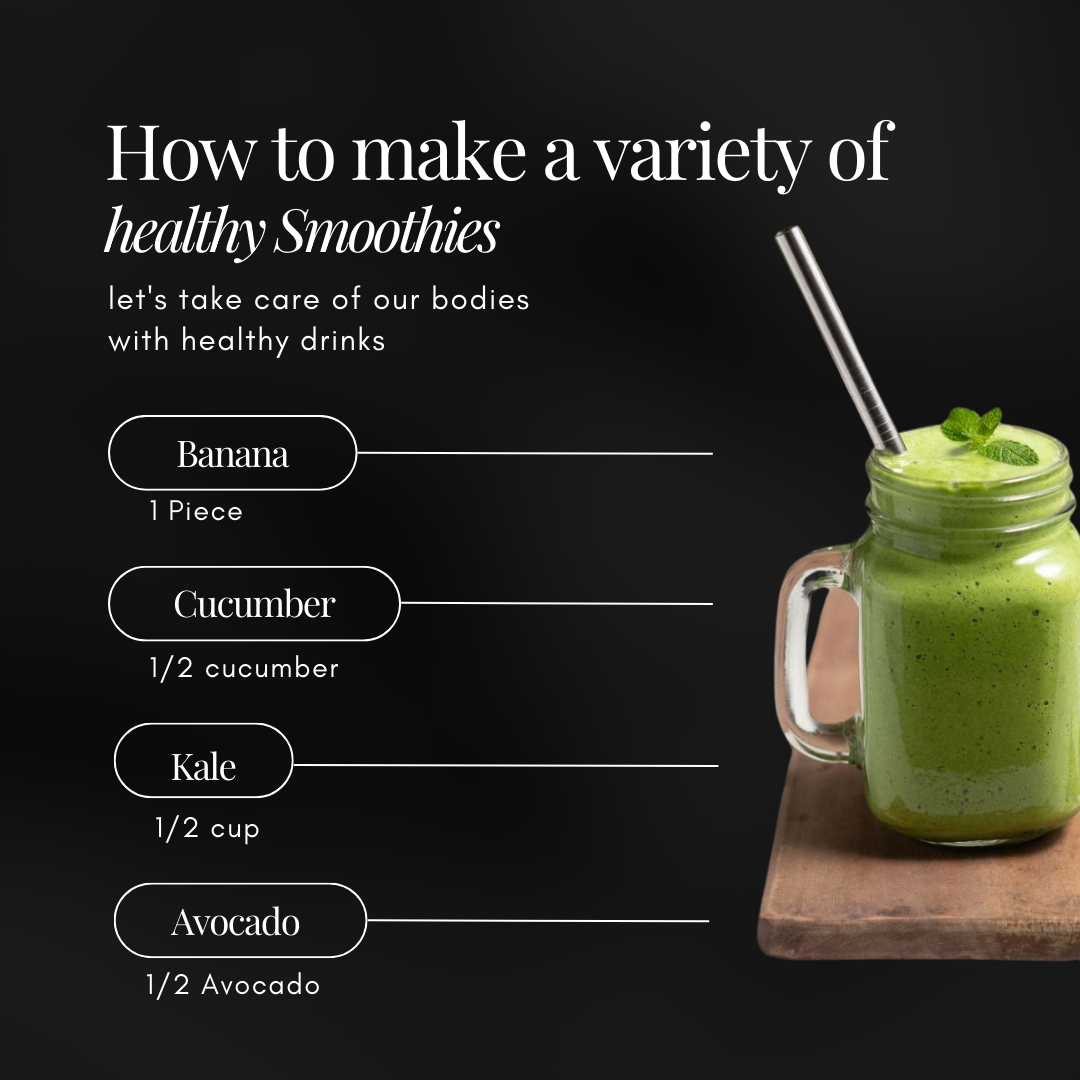 How to make a variety of
healthy Smoothies
let's take care of our bodies
with healthy drinks
Banana
1 Piece
Cucumber
1/2 cucumber
Kale
1/2 cup
Avocado
1/2 Avocado